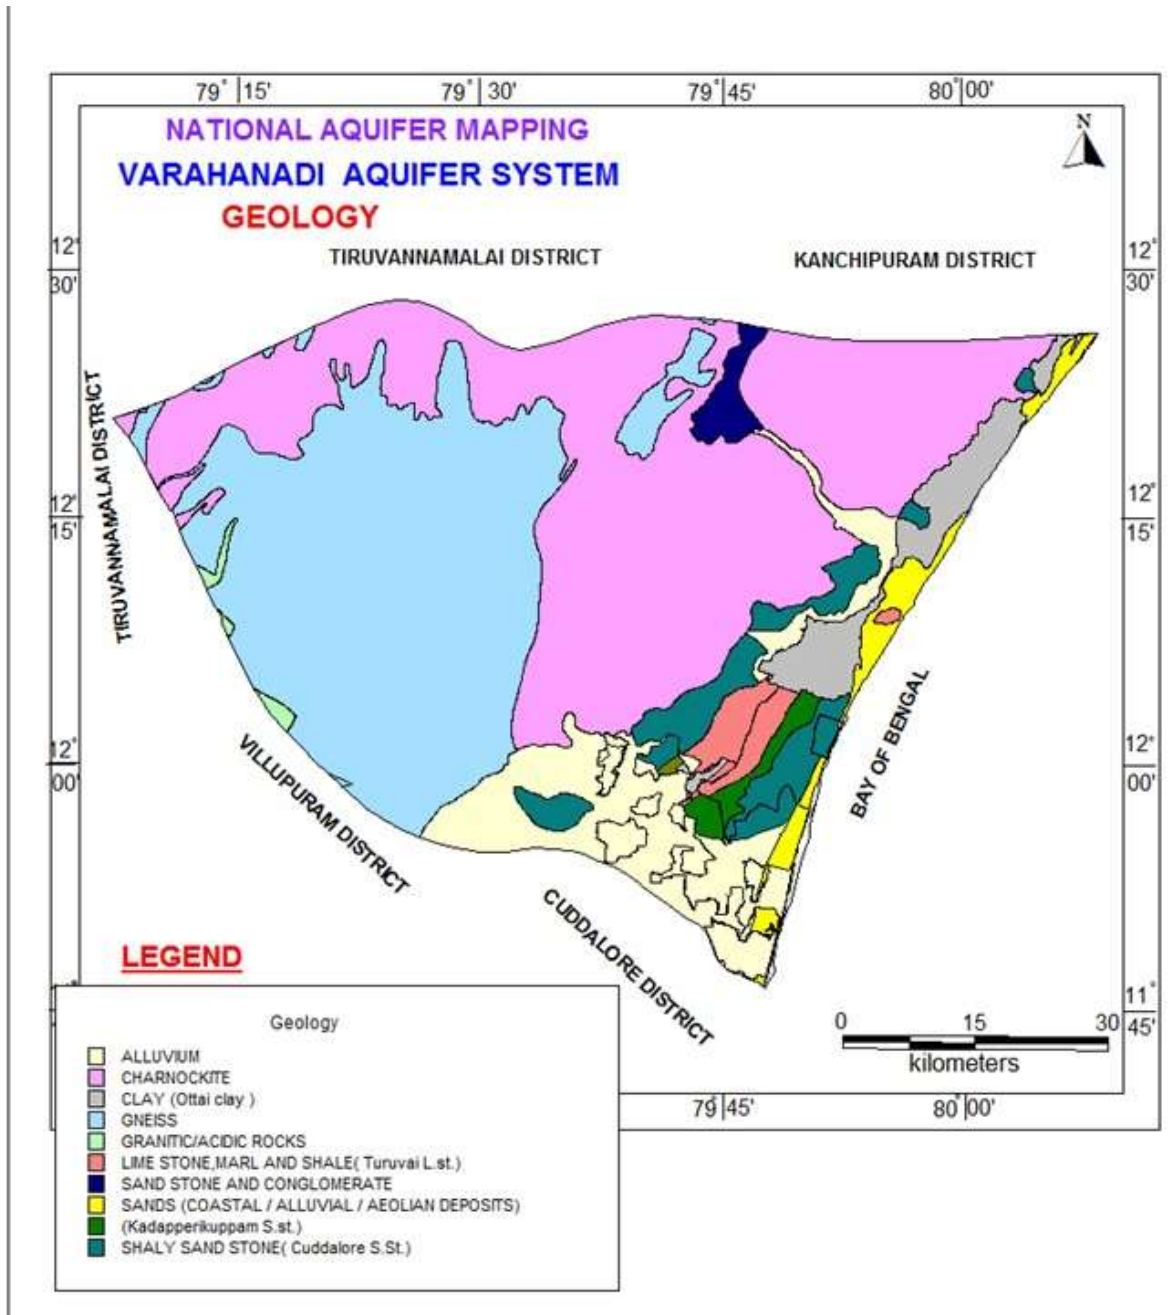 79° 15' 79° 30' 79° 45' 80° 00'
NATIONAL AQUIFER MAPPING
N
VARAHANADI AQUIFER SYSTEM
GEOLOGY
12° 30'
TIRUVANNAMALAI DISTRICT
KANCHIPURAM DISTRICT
12° 30'
TIRUVANNAMALAI DISTRICT
12° 15'
12° 15'
BAY OF BENGAL
12° 00'
12° 00'
VILLUPURAM DISTRICT
CUDDALORE DISTRICT
LEGEND
11° 45'
0 15 30
kilometers
79° 45' 80° 00'
Geology
ALLUVIUM
CHARNOCKITE
CLAY (Ottai clay )
GNEISS
GRANITIC/ACIDIC ROCKS
LIME STONE,MARL AND SHALE( Turuvai L.st.)
SAND STONE AND CONGLOMERATE
SANDS (COASTAL / ALLUVIAL / AEOLIAN DEPOSITS)
(Kadapperikuppam S.st.)
SHALY SAND STONE( Cuddalore S.St.)